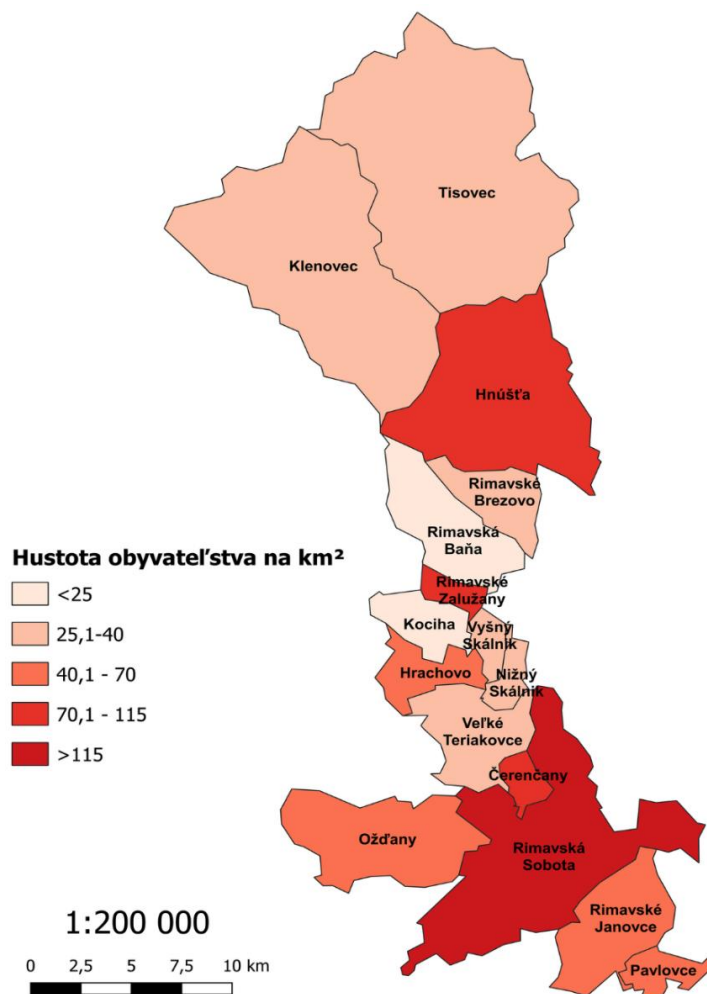 Tisovec
Klenovec
Hnúšťa
Rimavské
Brezovo
Rimavská
Baňa
Hustota obyvateľstva na km²
<25
25,1-40
40,1 - 70
70,1 - 115
>115
Rimavské
Zalužany
Kociha
Vyšný
Skálnik
Hrachovo
Nižný
Skálnik
Veľké
Teriakovce
Čerenčany
Ožďany
Rimavská
Sobota
Rimavské
Janovce
Pavlovce
1:200 000
0 2,5 5 7,5 10 km